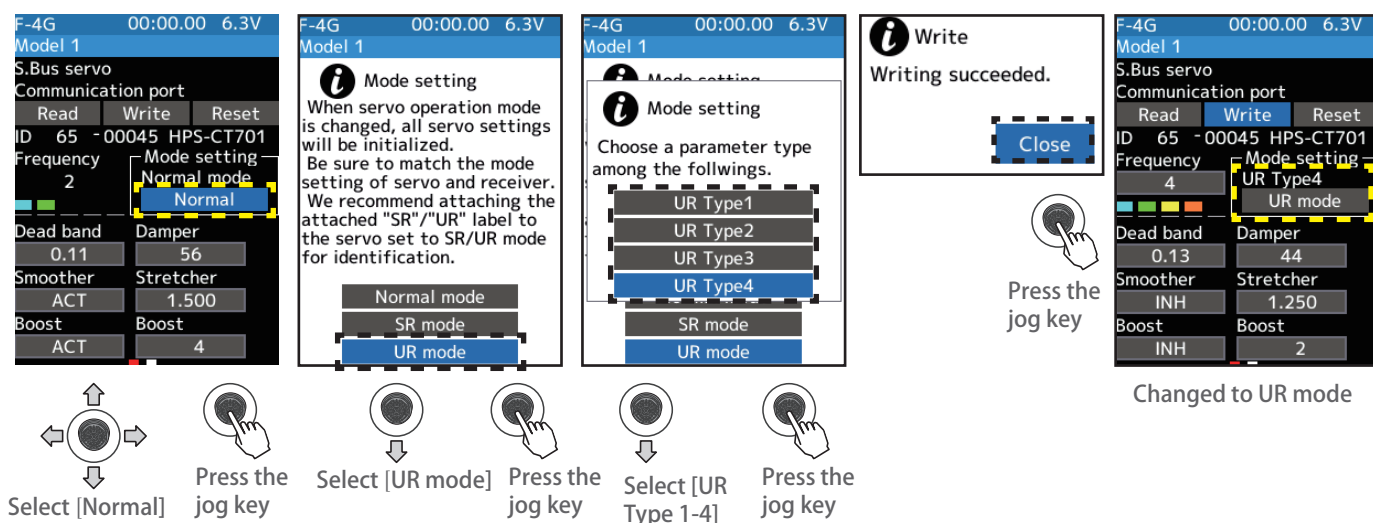 F-4G 00:00.00 6.3V
Model 1
S.Bus servo
Communication port
Read Write Reset
ID 65 -00045 HPS-CT701
Frequency
Mode setting
Normal mode
2
Normal
Dead band Damper
0.11 56
Smoother Stretcher
ACT 1.500
Boost Boost
ACT 4
Select [Normal]
Press the
jog key
F-4G 00:00.00 6.3V
Model 1
i Mode setting
When servo operation mode
is changed, all servo settings
will be initialized.
Be sure to match the mode
setting of servo and receiver.
We recommend attaching the
attached "SR"/"UR" label to
the servo set to SR/UR mode
for identification.
Normal mode
SR mode
UR mode
Select [UR mode]
Press the
jog key
F-4G 00:00.00 6.3V
Model 1
Mode setting
i Mode setting
Choose a parameter type
among the follwings.
UR Type1
UR Type2
UR Type3
UR Type4
SR mode
UR mode
Select [UR
Type 1-4]
Press the
jog key
i Write
Writing succeeded.
Close
Press the
jog key
F-4G 00:00.00 6.3V
Model 1
S.Bus servo
Communication port
Read Write Reset
ID 65 -00045 HPS-CT701
Frequency
Mode setting
UR Type4
4
UR mode
Dead band Damper
0.13 44
Smoother Stretcher
INH 1.250
Boost Boost
INH 2
Changed to UR mode